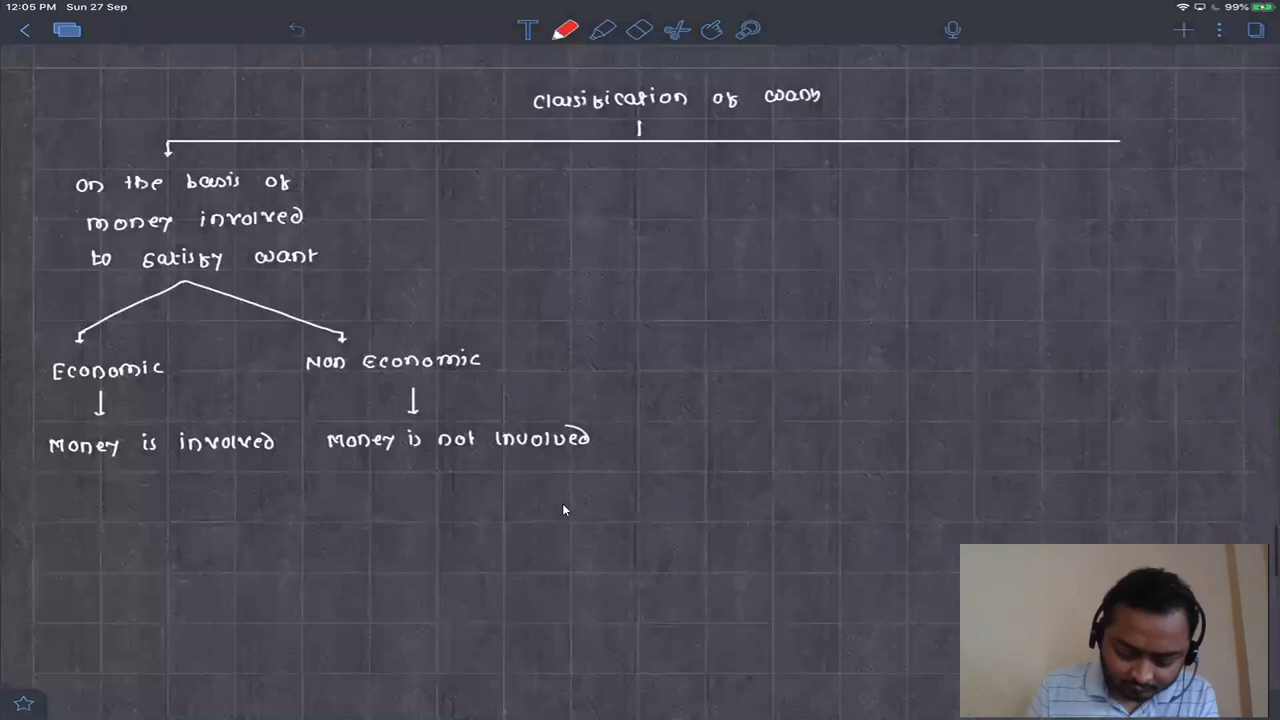 12:05 PM Sun 27 Sep
99%
T
Classification of want
on the basis of
money involved
to satisfy want
Economic
Non Economic
Money is involved
Money is not involved